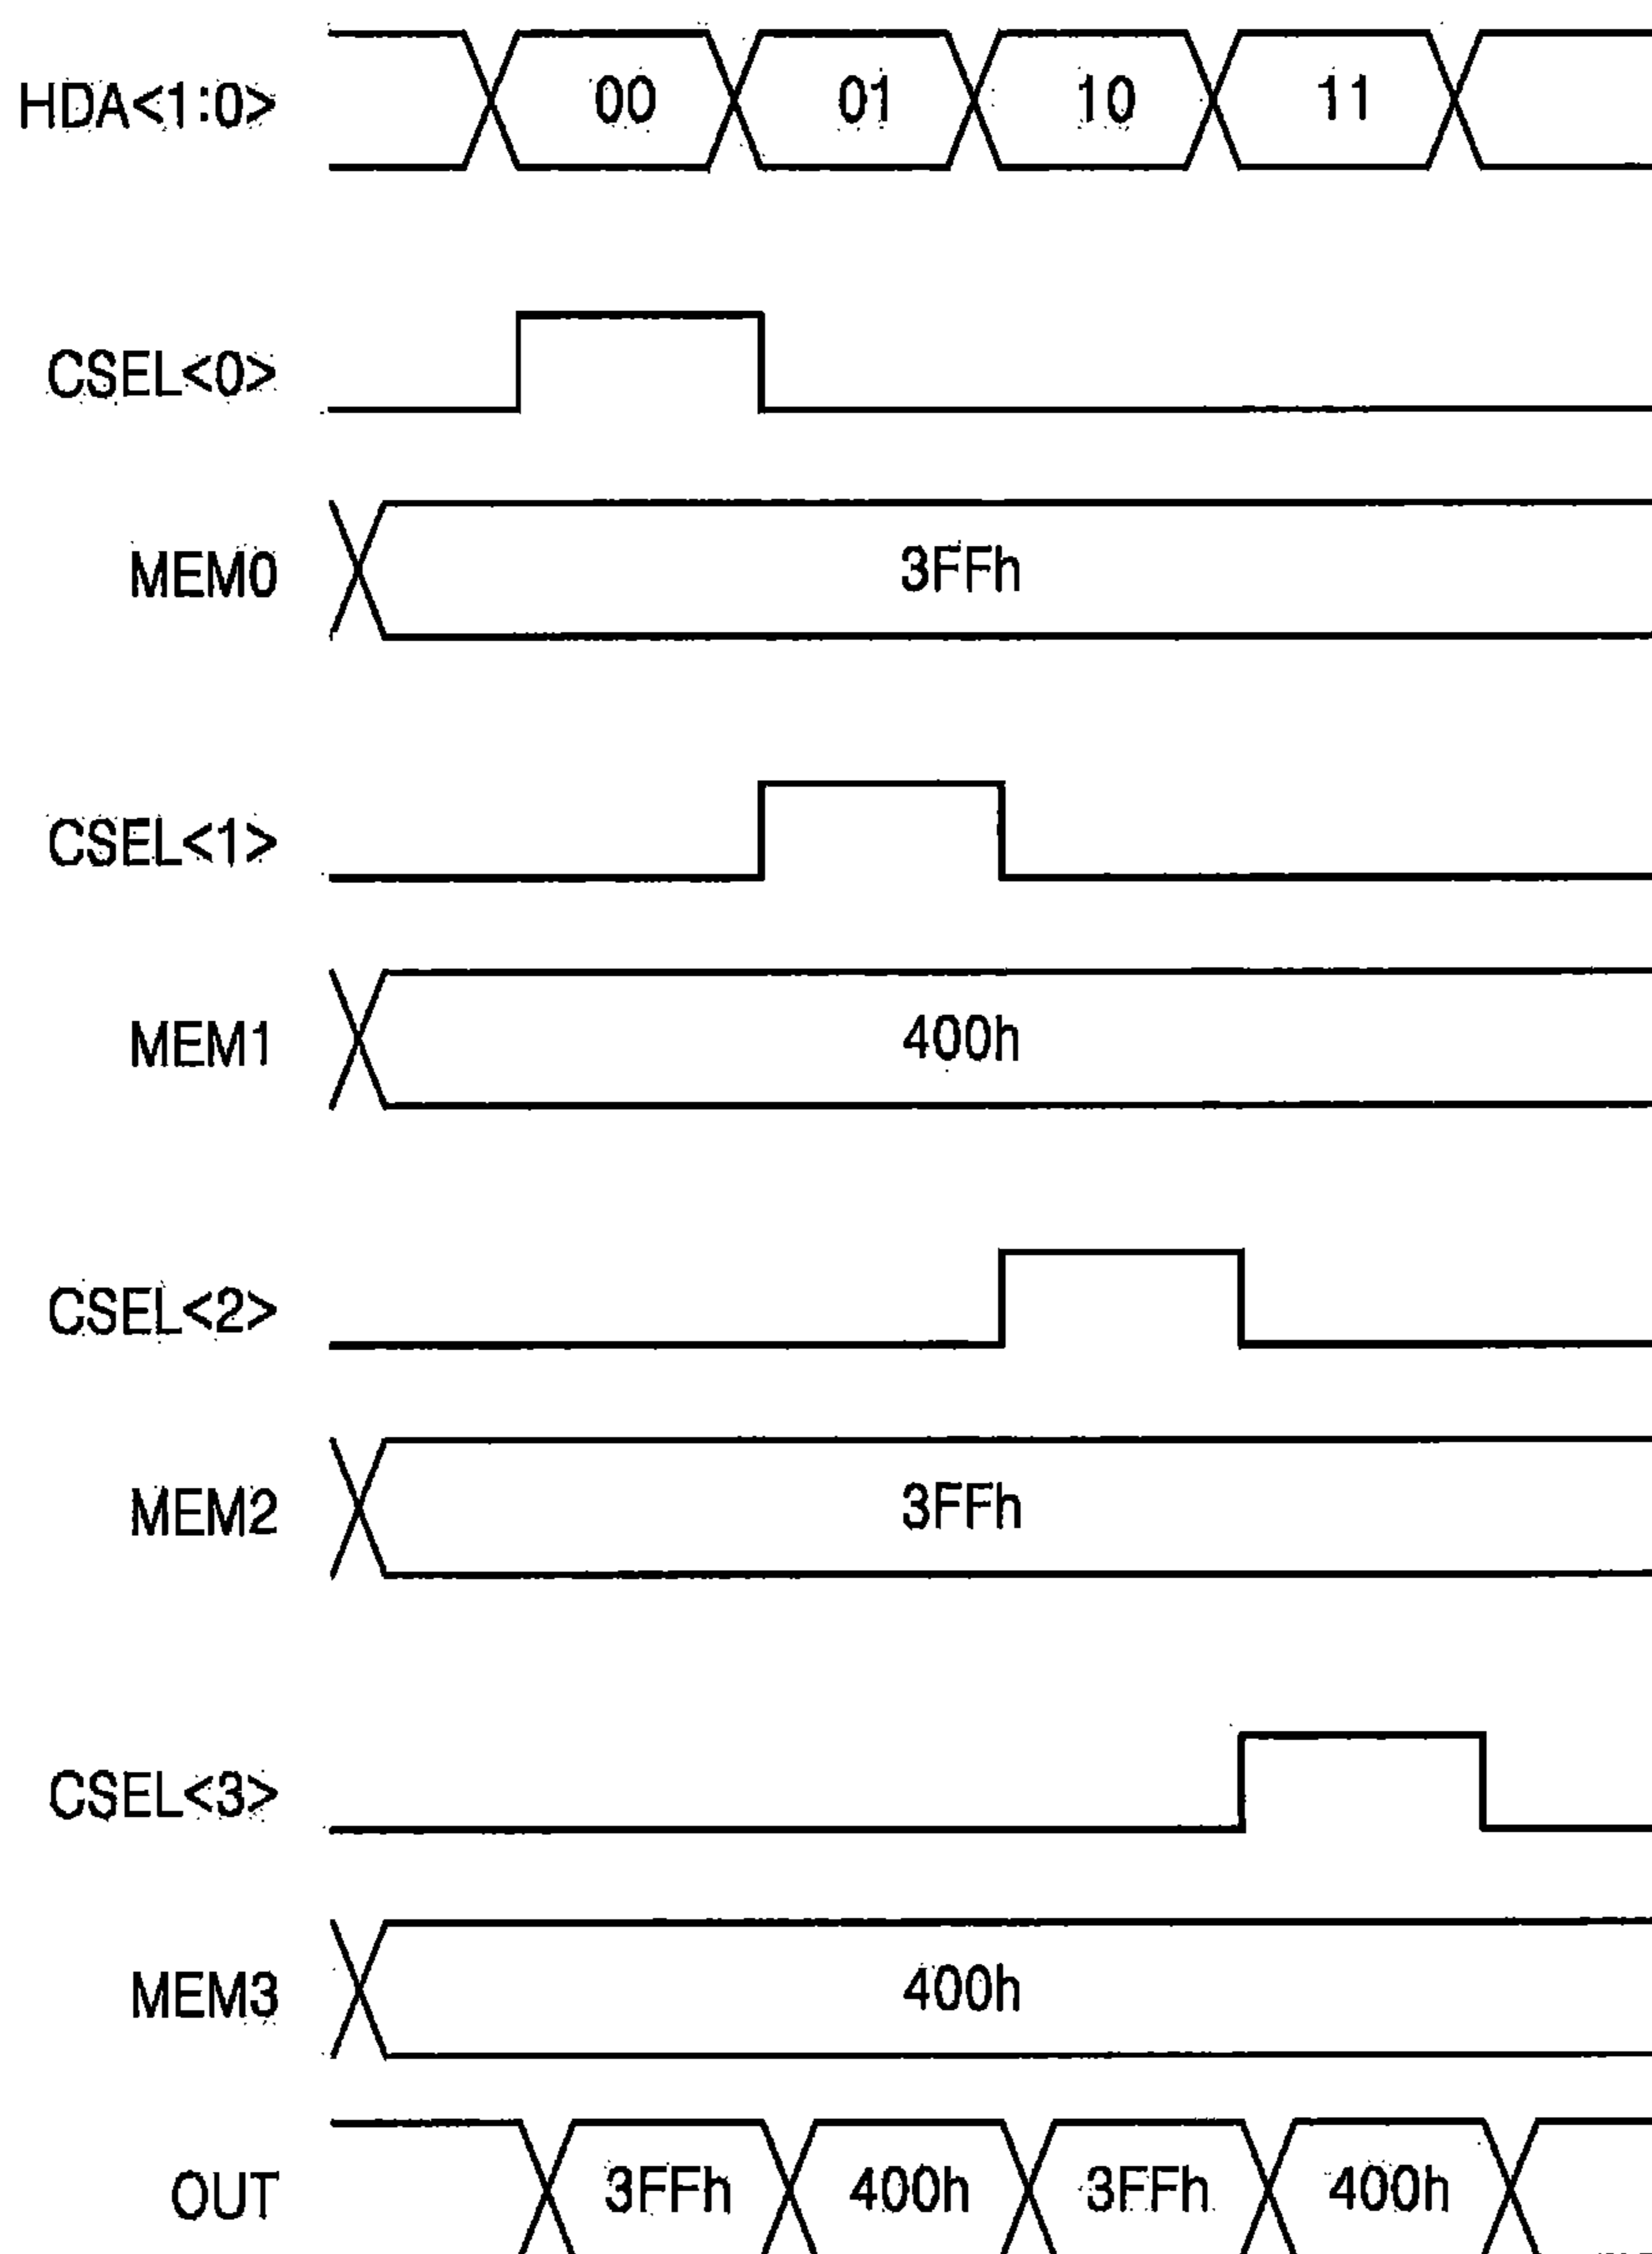 HDA<1:0> 00 01 10 11
CSEL<0>
MEM0 3FFh
CSEL<1>
MEM1 400h
CSEL<2>
MEM2 3FFh
CSEL<3>
MEM3 400h
OUT 3FFh 400h 3FFh 400h